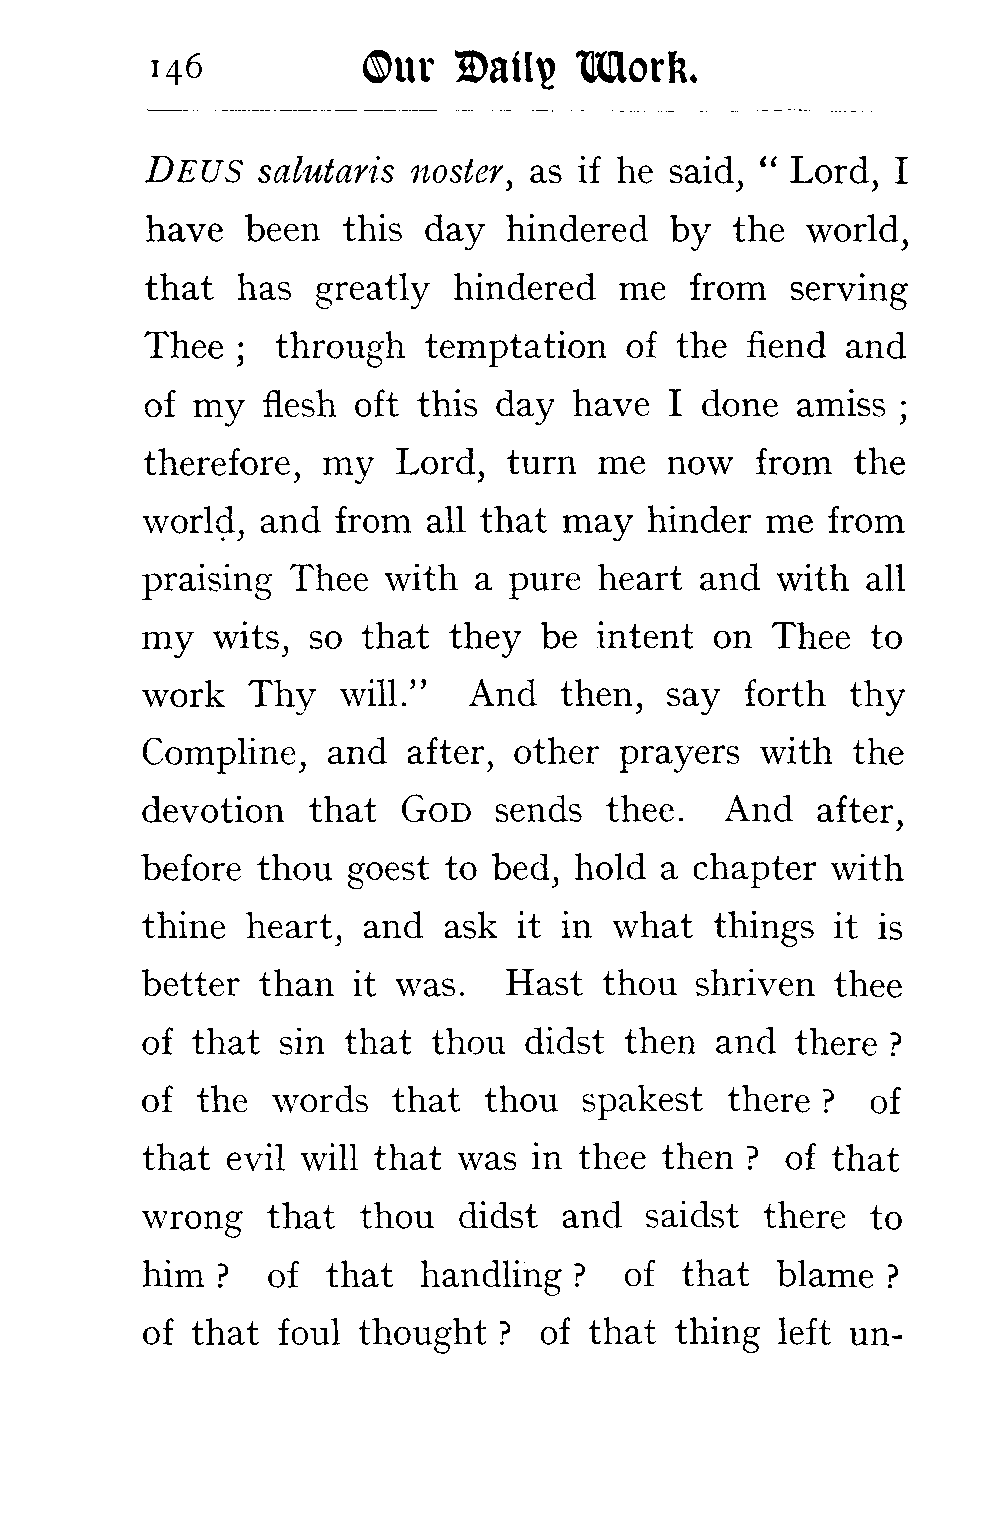 146 Our Daily Work.
DEUS salutaris noster, as if he said, “ Lord, I
have been this day hindered by the world,
that has greatly hindered me from serving
Thee ; through temptation of the fiend and
of my flesh oft this day have I done amiss ;
therefore, my Lord, turn me now from the
world, and from all that may hinder me from
praising Thee with a pure heart and with all
my wits, so that they be intent on Thee to
work Thy will.” And then, say forth thy
Compline, and after, other prayers with the
devotion that GOD sends thee. And after,
before thou goest to bed, hold a chapter with
thine heart, and ask it in what things it is
better than it was. Hast thou shriven thee
of that sin that thou didst then and there ?
of the words that thou spakest there ? of
that evil will that was in thee then ? of that
wrong that thou didst and saidst there to
him ? of that handling ? of that blame ?
of that foul thought ? of that thing left un-